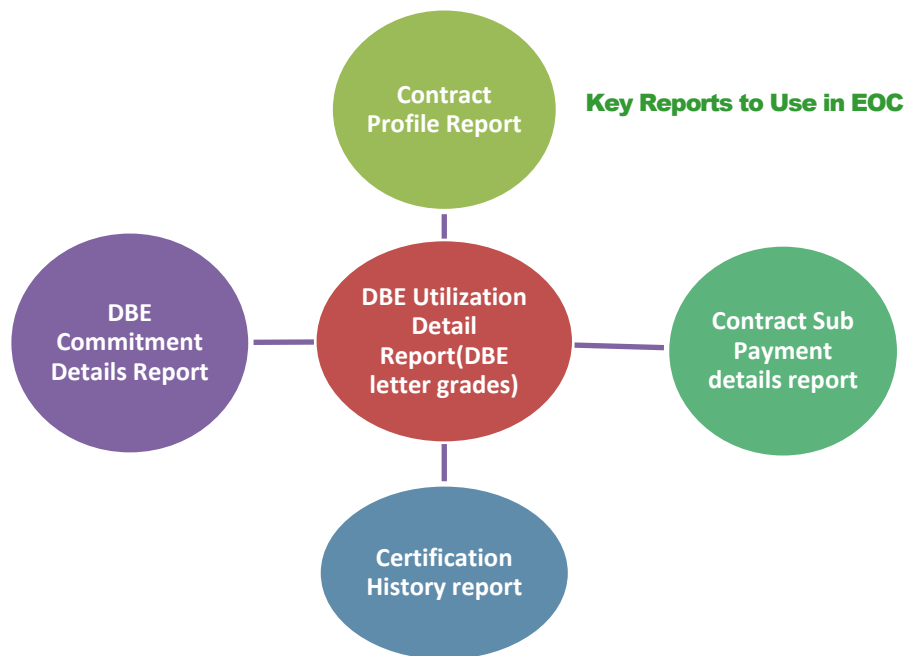 Contract
Profile Report
Key Reports to Use in EOC
DBE
Commitment
Details Report
DBE Utilization
Detail
Report(DBE
letter grades)
Contract Sub
Payment
details report
Certification
History report